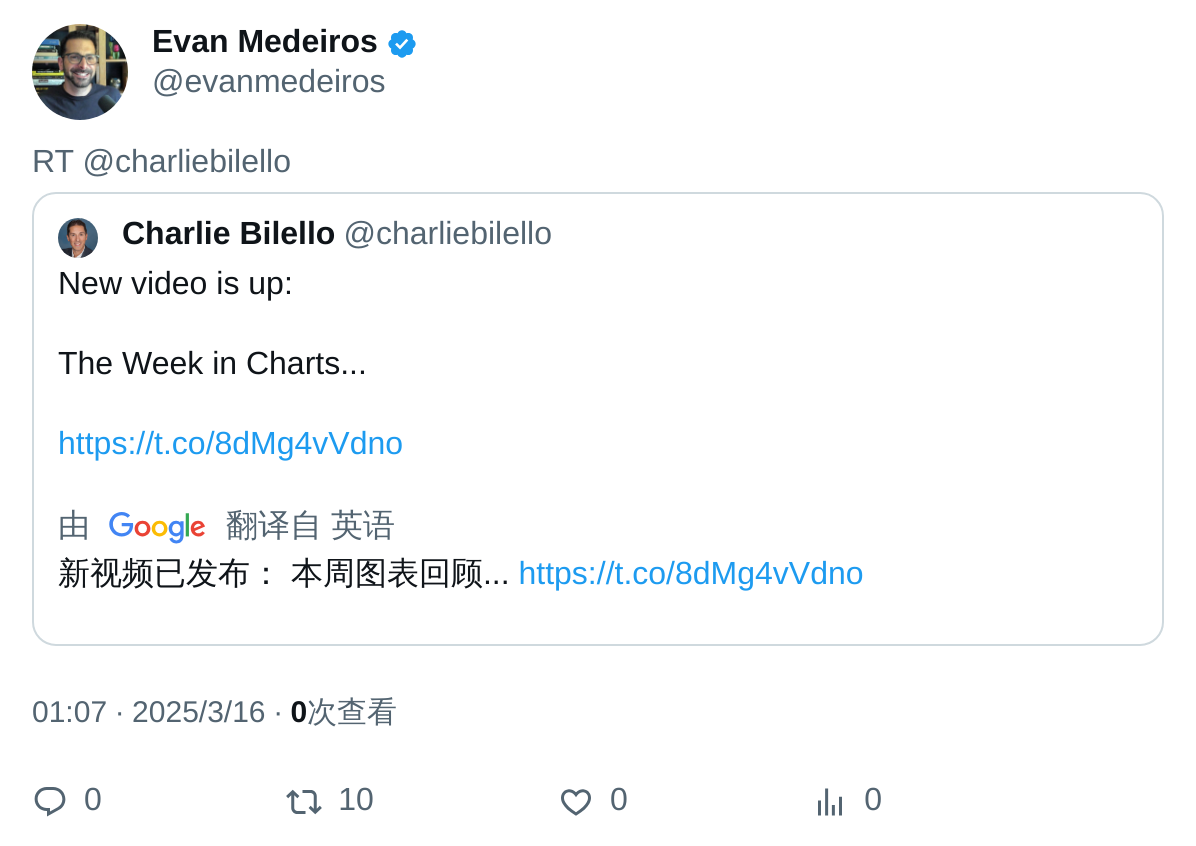 Evan Medeiros
@evanmedeiros
RT @charliebilello
Charlie Bilello @charliebilello
New video is up:
The Week in Charts...
https://t.co/8dMg4vVdno
由 Google 翻译自 英语
新视频已发布： 本周图表回顾... https://t.co/8dMg4vVdno
01:07 · 2025/3/16 · 0次查看
0 10 0 0